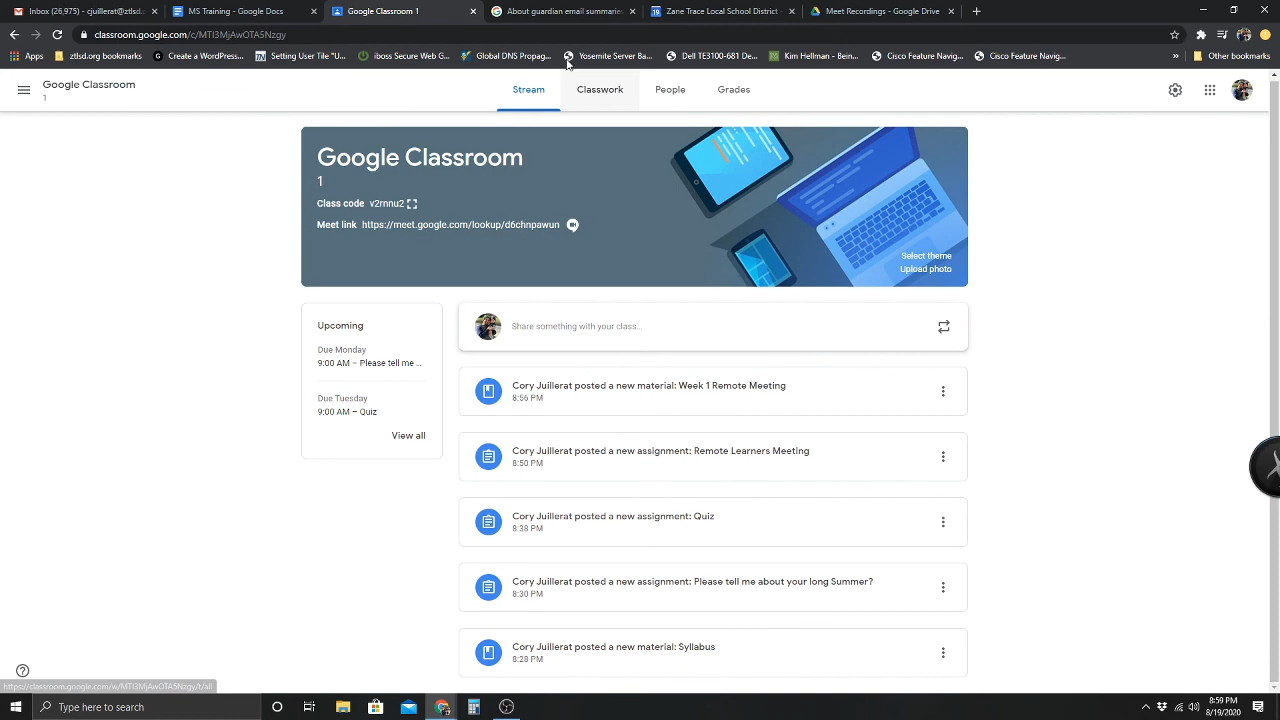 Inbox (26,975) - cjuillerat@ztlsd.o
MS Training - Google Docs
Google Classroom 1
About guardian email summaries
Zane Trace Local School District -
Meet Recordings - Google Drive
classroom.google.com/c/MTI3MjAwOTA5Nzgy
Apps
ztlsd.org bookmarks
Create a WordPress...
Setting User Tile "U...
iboss Secure Web G...
Global DNS Propag...
Yosemite Server Ba...
Dell TE3100-681 De...
Kim Hellman - Bein...
Cisco Feature Navig...
Cisco Feature Navig...
»
Other bookmarks
Google Classroom
1
Stream
Classwork
People
Grades
Google Classroom
1
Class code v2rnnu2
Meet link https://meet.google.com/lookup/d6chnpawun
Select theme
Upload photo
Upcoming
Due Monday
9:00 AM – Please tell me ...
Due Tuesday
9:00 AM – Quiz
View all
Share something with your class...
Cory Juillerat posted a new material: Week 1 Remote Meeting
8:56 PM
Cory Juillerat posted a new assignment: Remote Learners Meeting
8:50 PM
Cory Juillerat posted a new assignment: Quiz
8:38 PM
Cory Juillerat posted a new assignment: Please tell me about your long Summer?
8:30 PM
Cory Juillerat posted a new material: Syllabus
8:28 PM
https://classroom.google.com/w/MTI3MjAwOTA5Nzgy/t/all
Type here to search
8:59 PM
8/19/2020